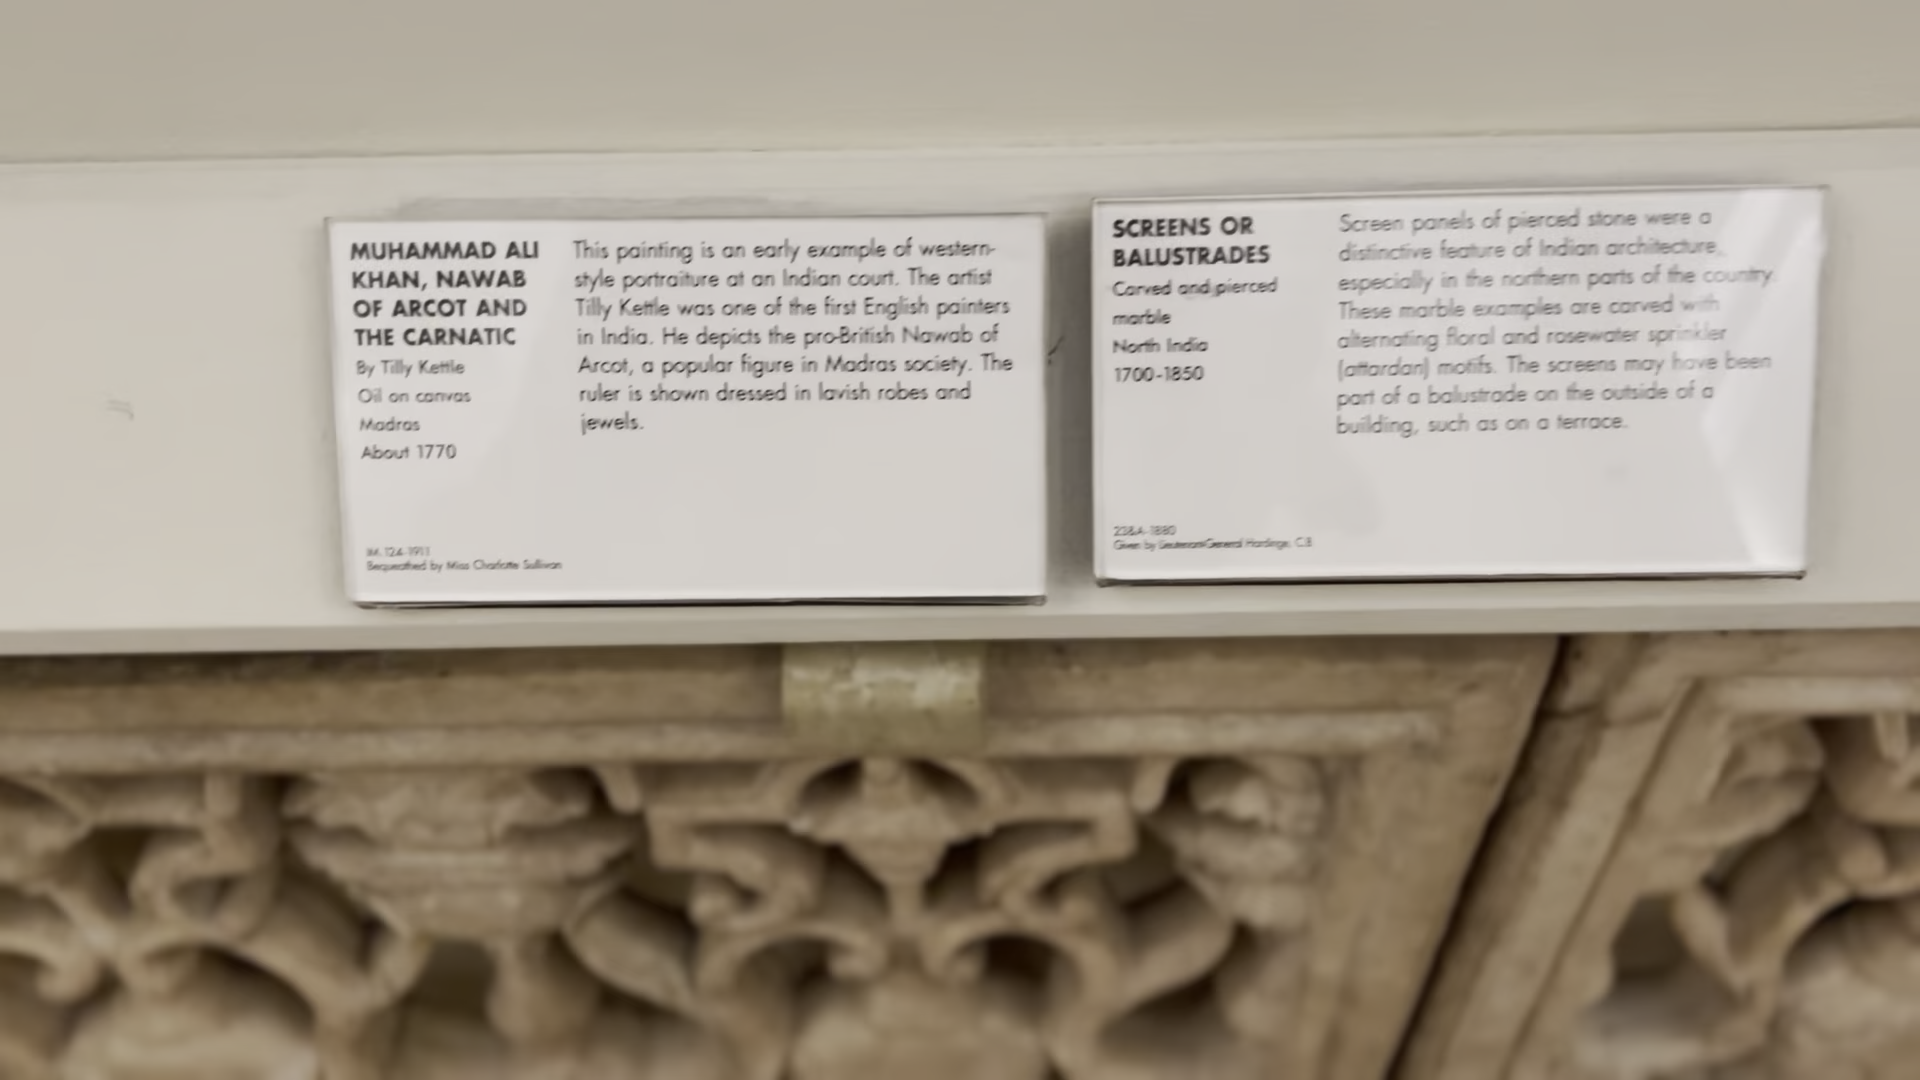 MUHAMMAD ALI
KHAN, NAWAB
OF ARCOT AND
THE CARNATIC
By Tilly Kettle
Oil on canvas
Madras
About 1770
This painting is an early example of western-
style portraiture at an Indian court. The artist
Tilly Kettle was one of the first English painters
in India. He depicts the pro-British Nawab of
Arcot, a popular figure in Madras society. The
ruler is shown dressed in lavish robes and
jewels.
IM. 124-1911
Bequeathed by Miss Charlotte Sullivan
SCREENS OR
BALUSTRADES
Carved and pierced
marble
North India
1700-1850
Screen panels of pierced stone were a
distinctive feature of Indian architecture,
especially in the northern parts of the country.
These marble examples are carved with
alternating floral and rosewater sprinkler
(attardan) motifs. The screens may have been
part of a balustrade on the outside of a
building, such as on a terrace.
Given by Lieutenant-General Hardinge, C.B.